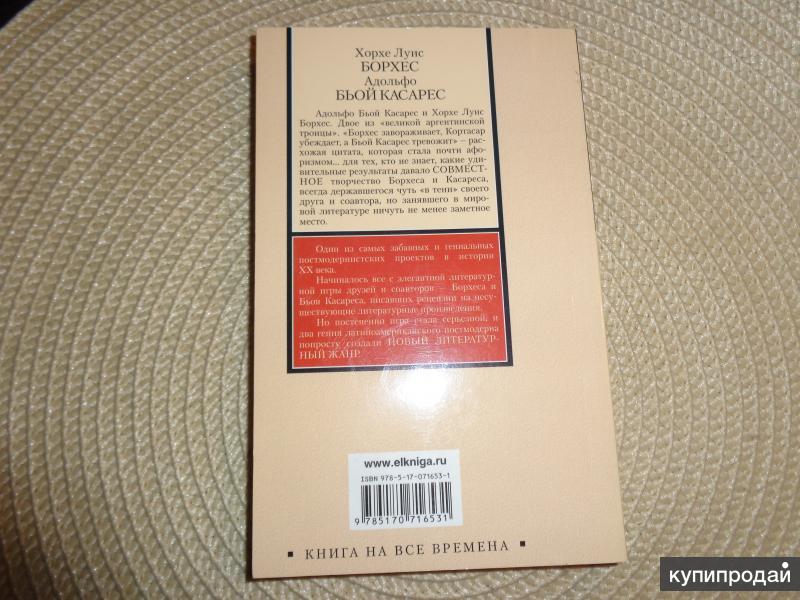 Хорхе Луис
БОРХЕС
Адольфо
БЬОЙ КАСАРЕС
Адольфо Бьой Касарес и Хорхе Луис
Борхес. Двое из «великой аргентинской
троицы». «Борхес завораживает, Кортасар
убеждает, а Бьой Касарес тревожит» – рас-
хожая цитата, которая стала почти афо-
ризмом... для тех, кто не знает, какие уди-
вительные результаты давало СОВМЕСТ-
НОЕ творчество Борхеса и Касареса,
всегда державшегося чуть «в тени» своего
друга и соавтора, но занявшего в миро-
вой литературе ничуть не менее заметное
место.
Один из самых забавных и гениальных
постмодернистских проектов в истории
XX века.
Начиналось все с элегантной литератур-
ной игры друзей и соавторов – Борхеса и
Бьоя Касареса, писавших рецензии на несу-
ществующие литературные произведения.
Но постепенно игра стала серьезной, и
два гения латиноамериканского постмодерна
попросту создали НОВЫЙ ЛИТЕРАТУР-
НЫЙ ЖАНР.
www.elkniga.ru
ISBN 978-5-17-071653-1
9 785170 716531
▪ КНИГА НА ВСЕ ВРЕМЕНА ▪
купипродай